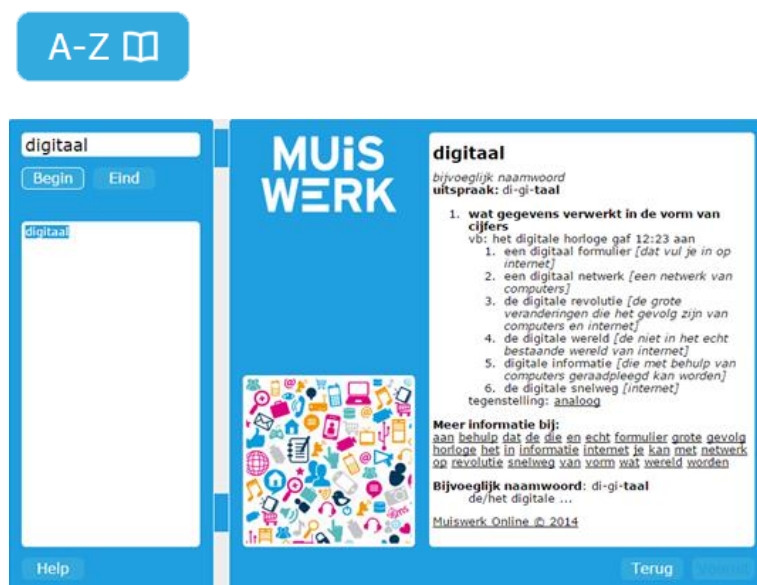 A-Z
digitaal
Begin Eind
digitaal
Help
MUiS
WERK
digitaal
bijvoeglijk naamwoord
uitspraak: di-gi-taal
1. wat gegevens verwerkt in de vorm van
cijfers
vb: het digitale horloge gaf 12:23 aan
1. een digitaal formulier [dat vul je in op
internet]
2. een digitaal netwerk [een netwerk van
computers]
3. de digitale revolutie [de grote
veranderingen die het gevolg zijn van
computers en internet]
4. de digitale wereld [de niet in het echt
bestaande wereld van internet]
5. digitale informatie [die met behulp van
computers geraadpleegd kan worden]
6. de digitale snelweg [internet]
tegenstelling: analoog
Meer informatie bij:
aan behulp dat de die en echt formulier grote gevolg
horloge het in informatie internet je kan met netwerk
op revolutie snelweg van vorm wat wereld worden
Bijvoeglijk naamwoord: di-gi-taal
de/het digitale ...
Muiswerk Online © 2014
Terug